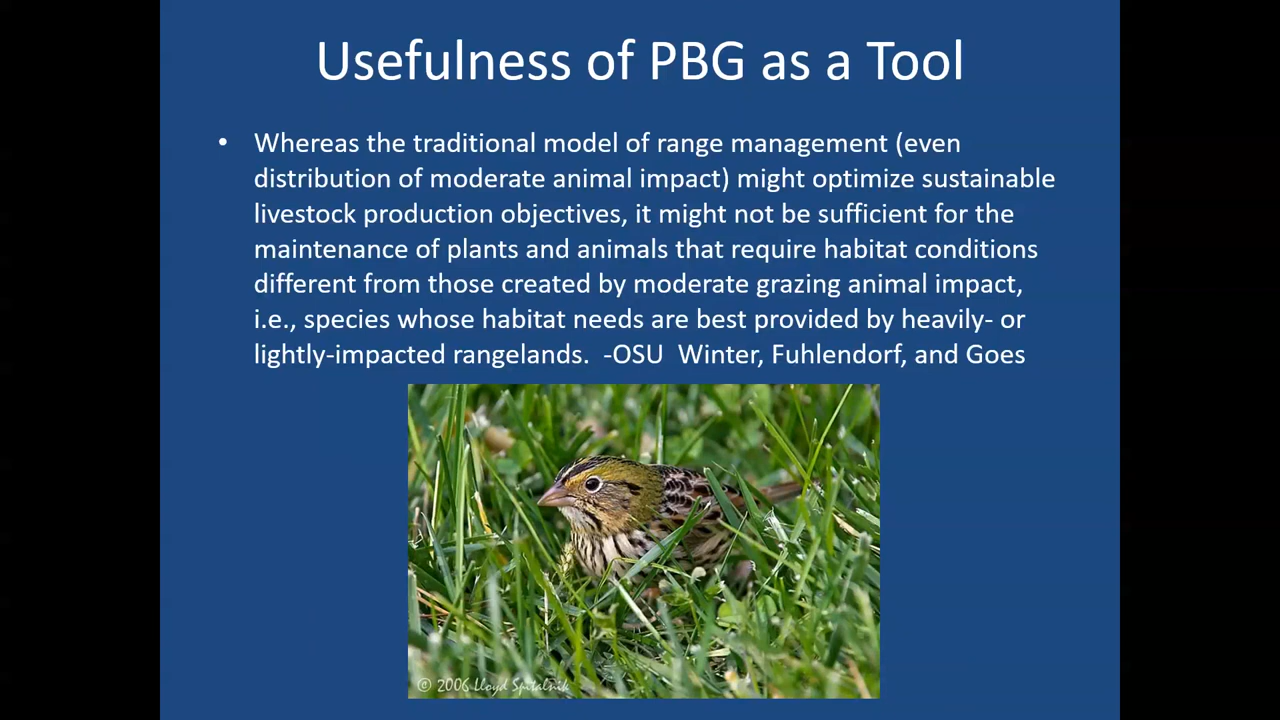 Usefulness of PBG as a Tool
• Whereas the traditional model of range management (even
distribution of moderate animal impact) might optimize sustainable
livestock production objectives, it might not be sufficient for the
maintenance of plants and animals that require habitat conditions
different from those created by moderate grazing animal impact,
i.e., species whose habitat needs are best provided by heavily- or
lightly-impacted rangelands.  -OSU  Winter, Fuhlendorf, and Goes
© 2006 Lloyd Spitalnik